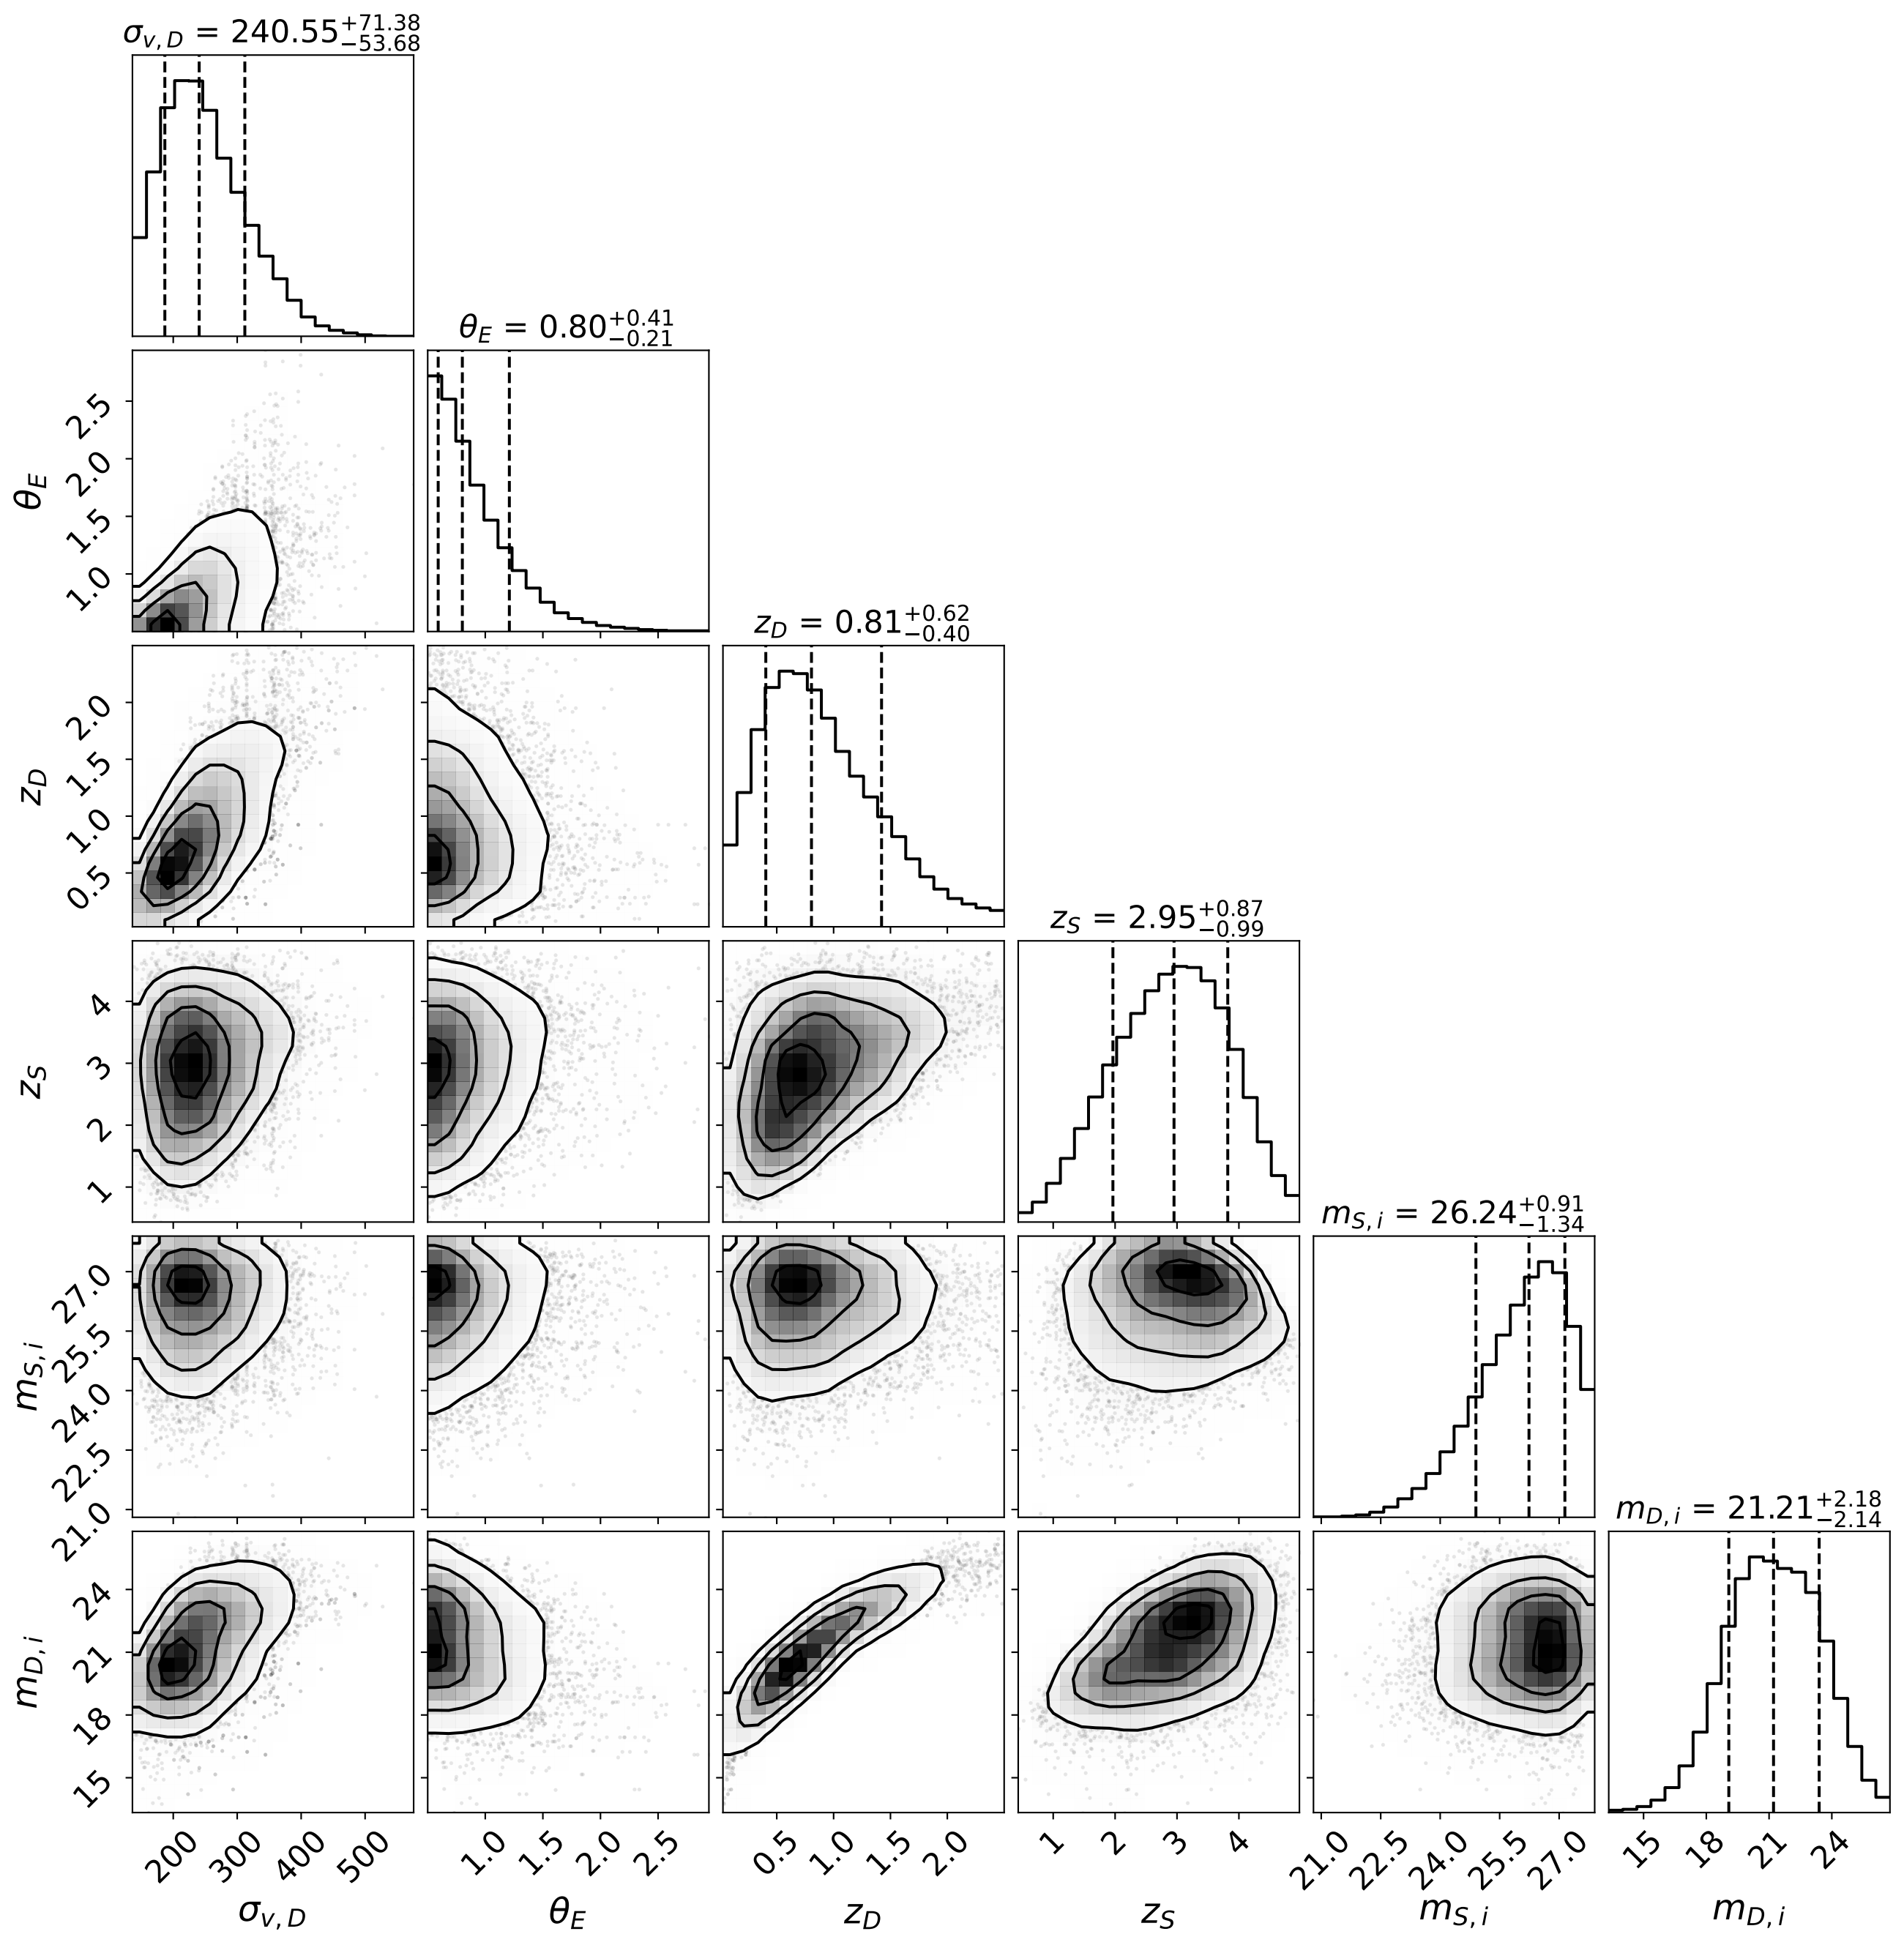 σ_{v,D} = 240.55^{+71.38}_{−53.68}
θ_E = 0.80^{+0.41}_{−0.21}
θ_E
2.5
2.0
1.5
1.0
z_D = 0.81^{+0.62}_{−0.40}
z_D
2.0
1.5
1.0
0.5
z_S = 2.95^{+0.87}_{−0.99}
z_S
4
3
2
1
m_{S,i} = 26.24^{+0.91}_{−1.34}
m_{S,i}
27.0
25.5
24.0
22.5
21.0
m_{D,i} = 21.21^{+2.18}_{−2.14}
m_{D,i}
24
21
18
15
200 300 400 500 1.0 1.5 2.0 2.5 0.5 1.0 1.5 2.0 1 2 3 4 21.0 22.5 24.0 25.5 27.0 15 18 21 24
σ_{v,D} θ_E z_D z_S m_{S,i} m_{D,i}